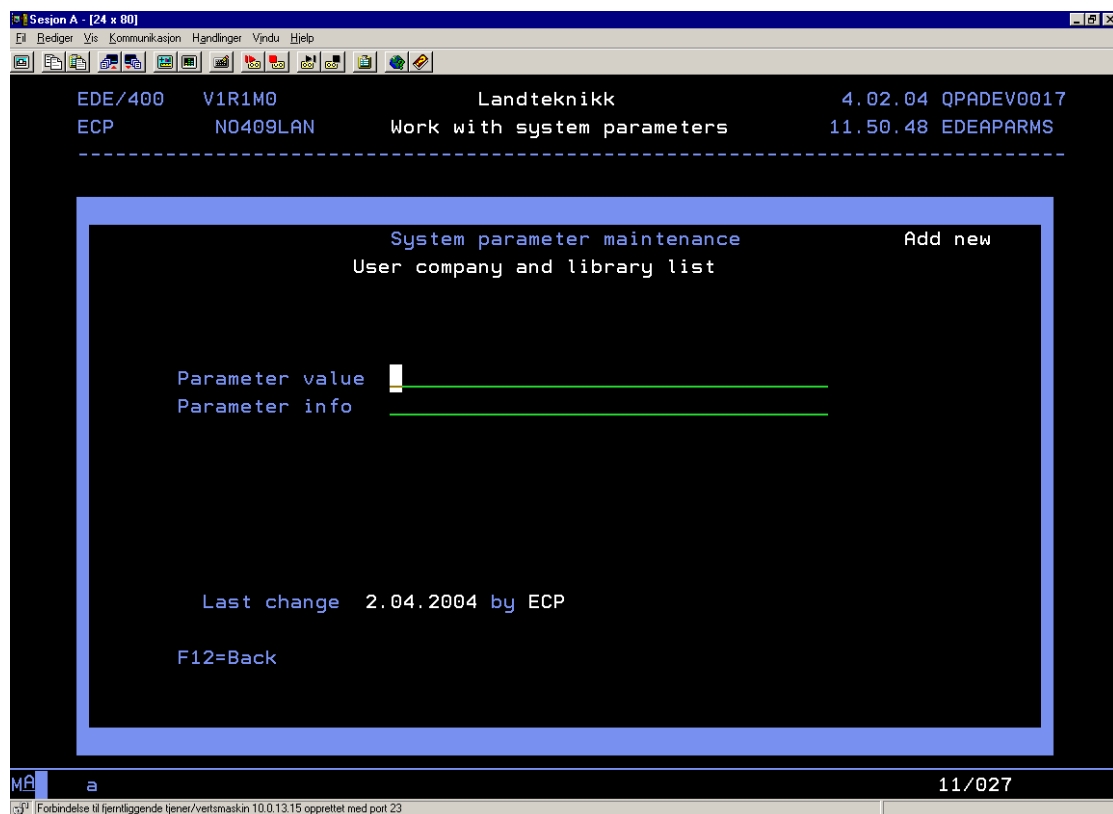 Sesjon A - [24 x 80]
Fil Rediger Vis Kommunikasjon Handlinger Vindu Hjelp
EDE/400 V1R1M0 Landteknikk 4.02.04 QPADEV0017
ECP NO409LAN Work with system parameters 11.50.48 EDEAPARMS
System parameter maintenance Add new
User company and library list
Parameter value
Parameter info
Last change 2.04.2004 by ECP
F12=Back
MA a 11/027
Forbindelse til fjerntliggende tjener/vertsmaskin 10.0.13.15 opprettet med port 23